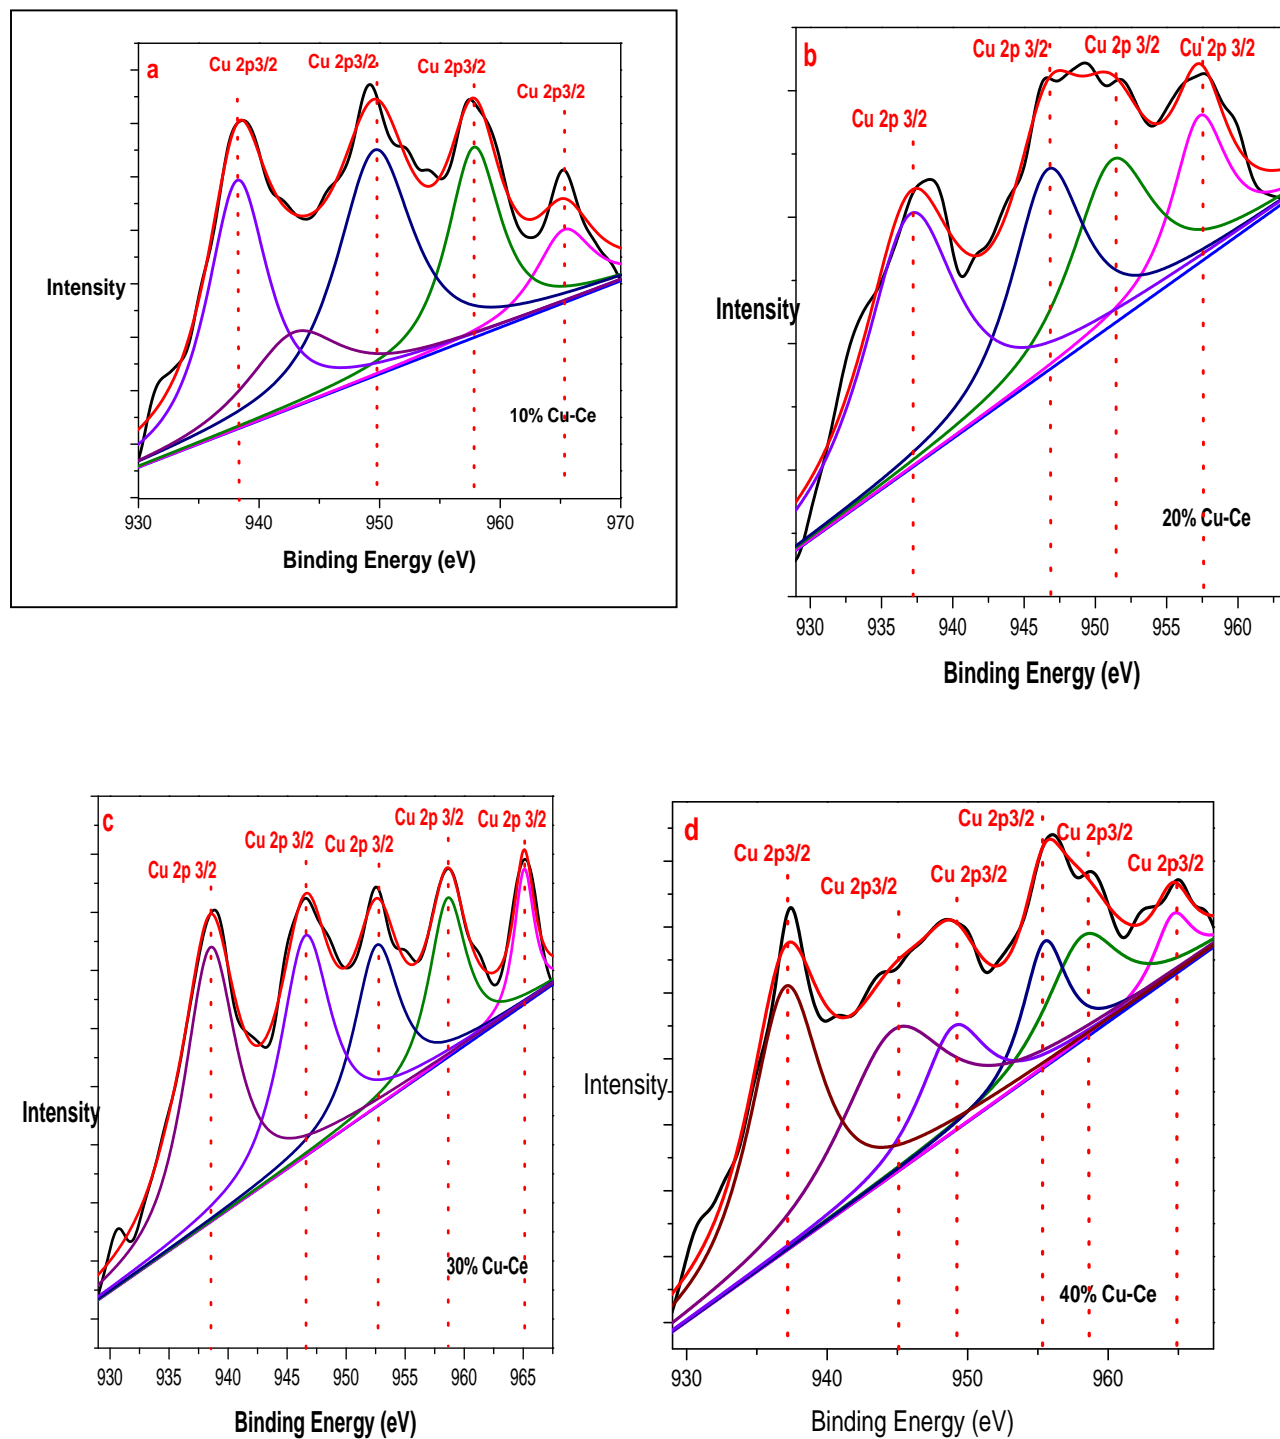 a
Cu 2p3/2
Cu 2p3/2
Cu 2p3/2
Cu 2p3/2
Intensity
10% Cu-Ce
930 940 950 960 970
Binding Energy (eV)
b
Cu 2p 3/2
Cu 2p 3/2
Cu 2p 3/2
Cu 2p 3/2
Intensity
20% Cu-Ce
930 935 940 945 950 955 960
Binding Energy (eV)
c
Cu 2p 3/2
Cu 2p 3/2
Cu 2p 3/2
Cu 2p 3/2
Cu 2p 3/2
Intensity
30% Cu-Ce
930 935 940 945 950 955 960 965
Binding Energy (eV)
d
Cu 2p3/2
Cu 2p3/2
Cu 2p3/2
Cu 2p3/2
Cu 2p3/2
Cu 2p3/2
Intensity
40% Cu-Ce
930 940 950 960
Binding Energy (eV)